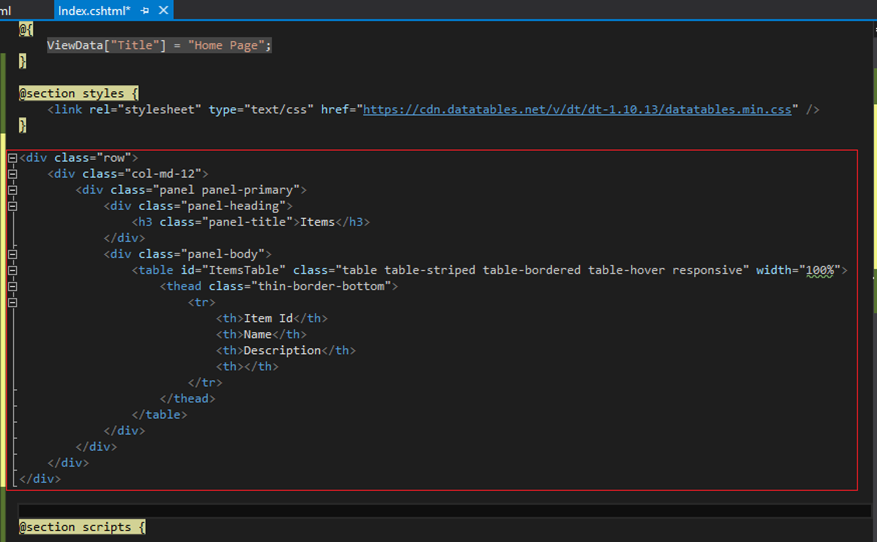 ml Index.cshtml*
@{
    ViewData["Title"] = "Home Page";
}
@section styles {
    <link rel="stylesheet" type="text/css" href="https://cdn.datatables.net/v/dt/dt-1.10.13/datatables.min.css" />
}
<div class="row">
    <div class="col-md-12">
        <div class="panel panel-primary">
            <div class="panel-heading">
                <h3 class="panel-title">Items</h3>
            </div>
            <div class="panel-body">
                <table id="ItemsTable" class="table table-striped table-bordered table-hover responsive" width="100%">
                    <thead class="thin-border-bottom">
                        <tr>
                            <th>Item Id</th>
                            <th>Name</th>
                            <th>Description</th>
                            <th></th>
                        </tr>
                    </thead>
                </table>
            </div>
        </div>
    </div>
</div>
@section scripts {